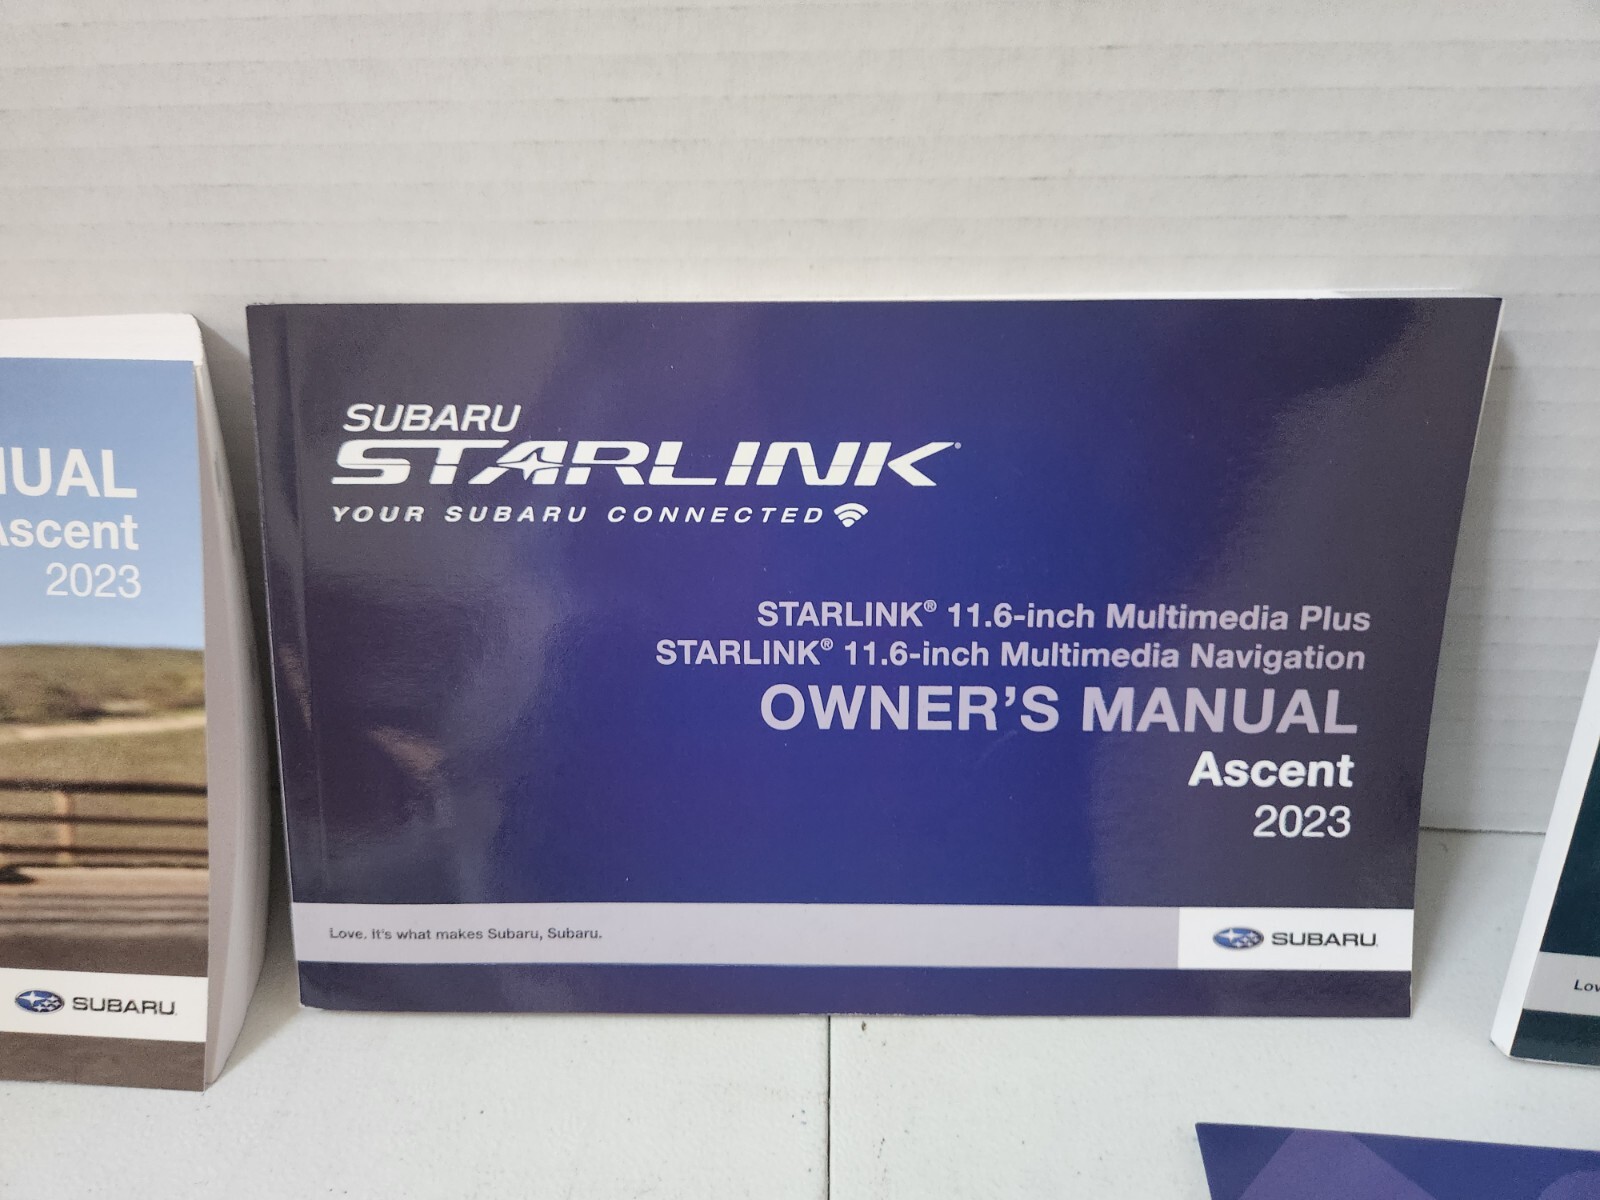 NUAL
Ascent
2023
SUBARU
SUBARU
STARLINK®
YOUR SUBARU CONNECTED
STARLINK® 11.6-inch Multimedia Plus
STARLINK® 11.6-inch Multimedia Navigation
OWNER'S MANUAL
Ascent
2023
Love. It's what makes Subaru, Subaru.
SUBARU